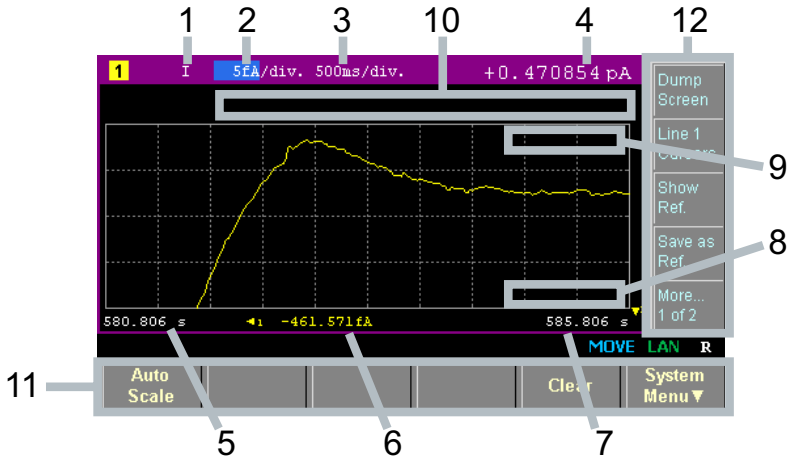 1 2 3 10 4 12
1 I 5fA/div. 500ms/div. +0.470854 pA
Dump
Screen
Line 1
Cursors
9
Show
Ref.
8
Save as
Ref.
More...
1 of 2
580.806 s ◄1 -461.571fA 585.806 s
MOVE LAN R
11
Auto
Scale
Clear
System
Menu▼
5 6 7